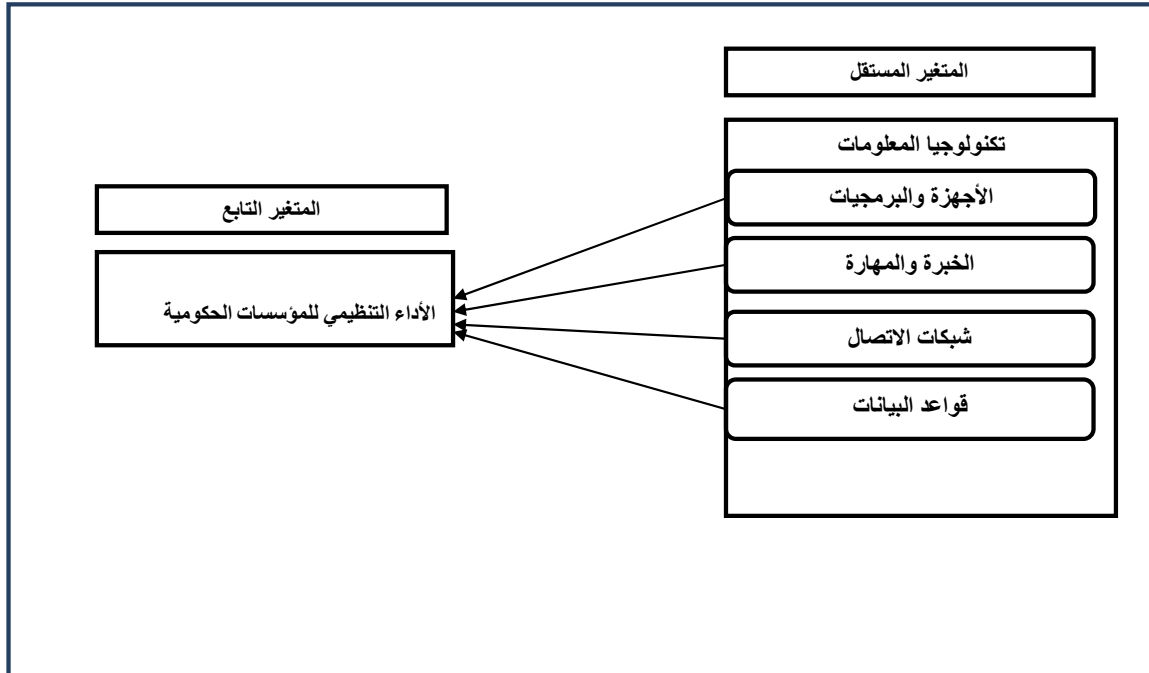 المتغير المستقل
تكنولوجيا المعلومات
الأجهزة والبرمجيات
الخبرة والمهارة
شبكات الاتصال
قواعد البيانات
المتغير التابع
الأداء التنظيمي للمؤسسات الحكومية